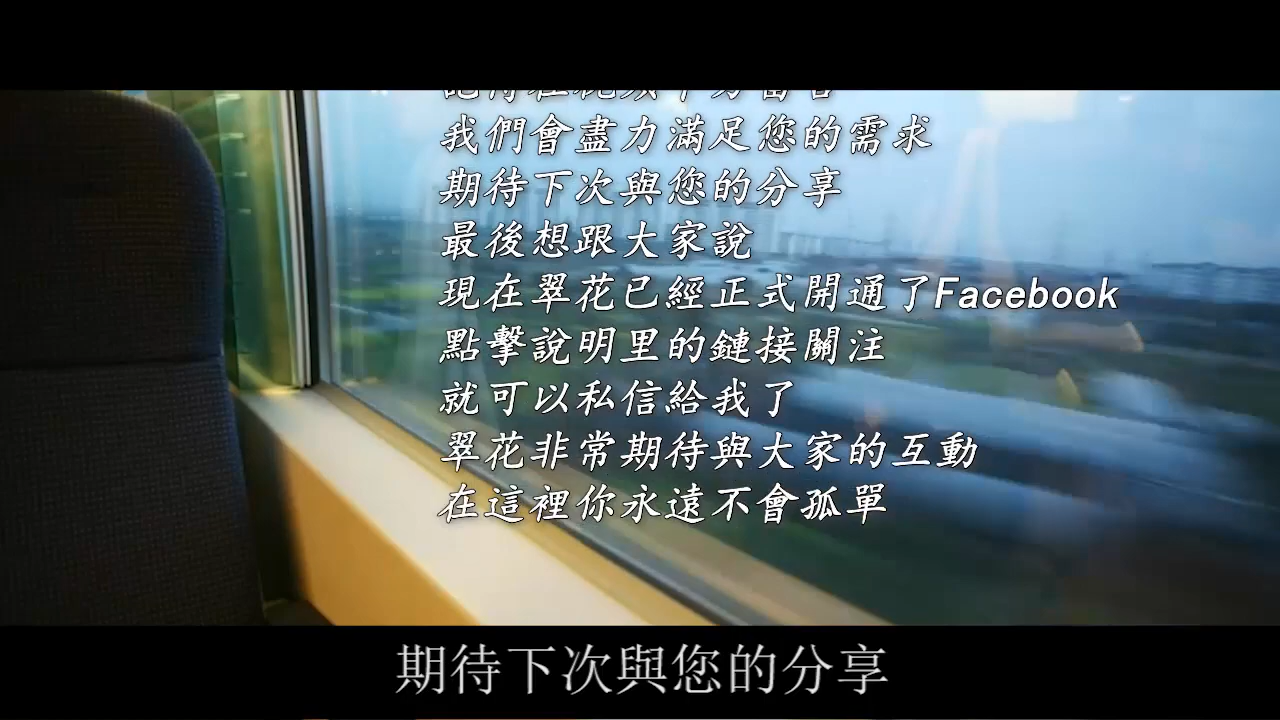 我們會盡力滿足您的需求
期待下次與您的分享
最後想跟大家說
現在翠花已經正式開通了Facebook
點擊說明里的鏈接關注
就可以私信給我了
翠花非常期待與大家的互動
在這裡你永遠不會孤單
期待下次與您的分享